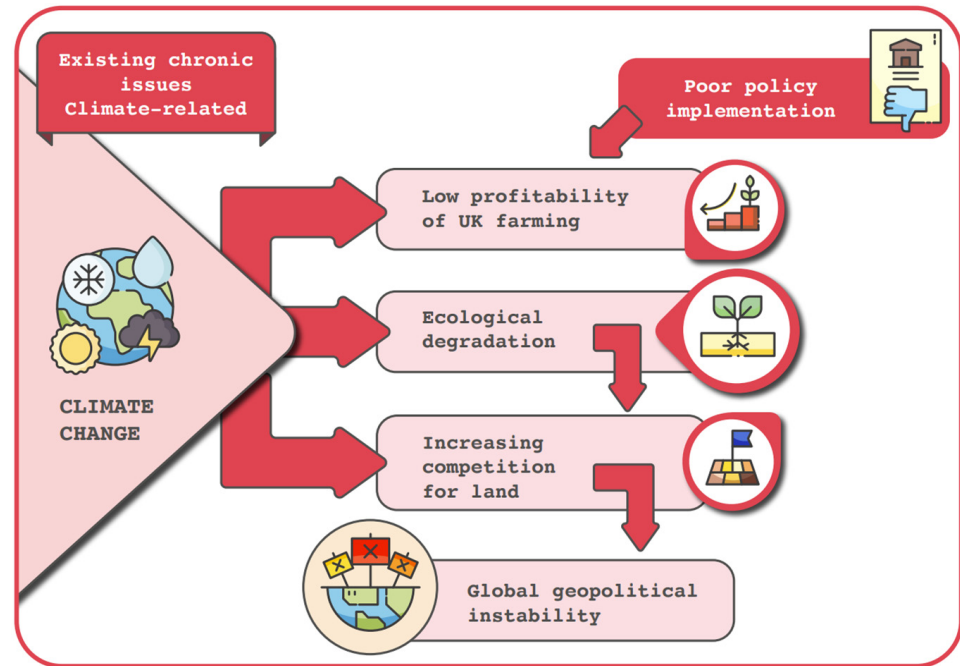 Existing chronic
issues
Climate-related
Poor policy
implementation
Low profitability
of UK farming
Ecological
degradation
CLIMATE
CHANGE
Increasing
competition
for land
Global geopolitical
instability